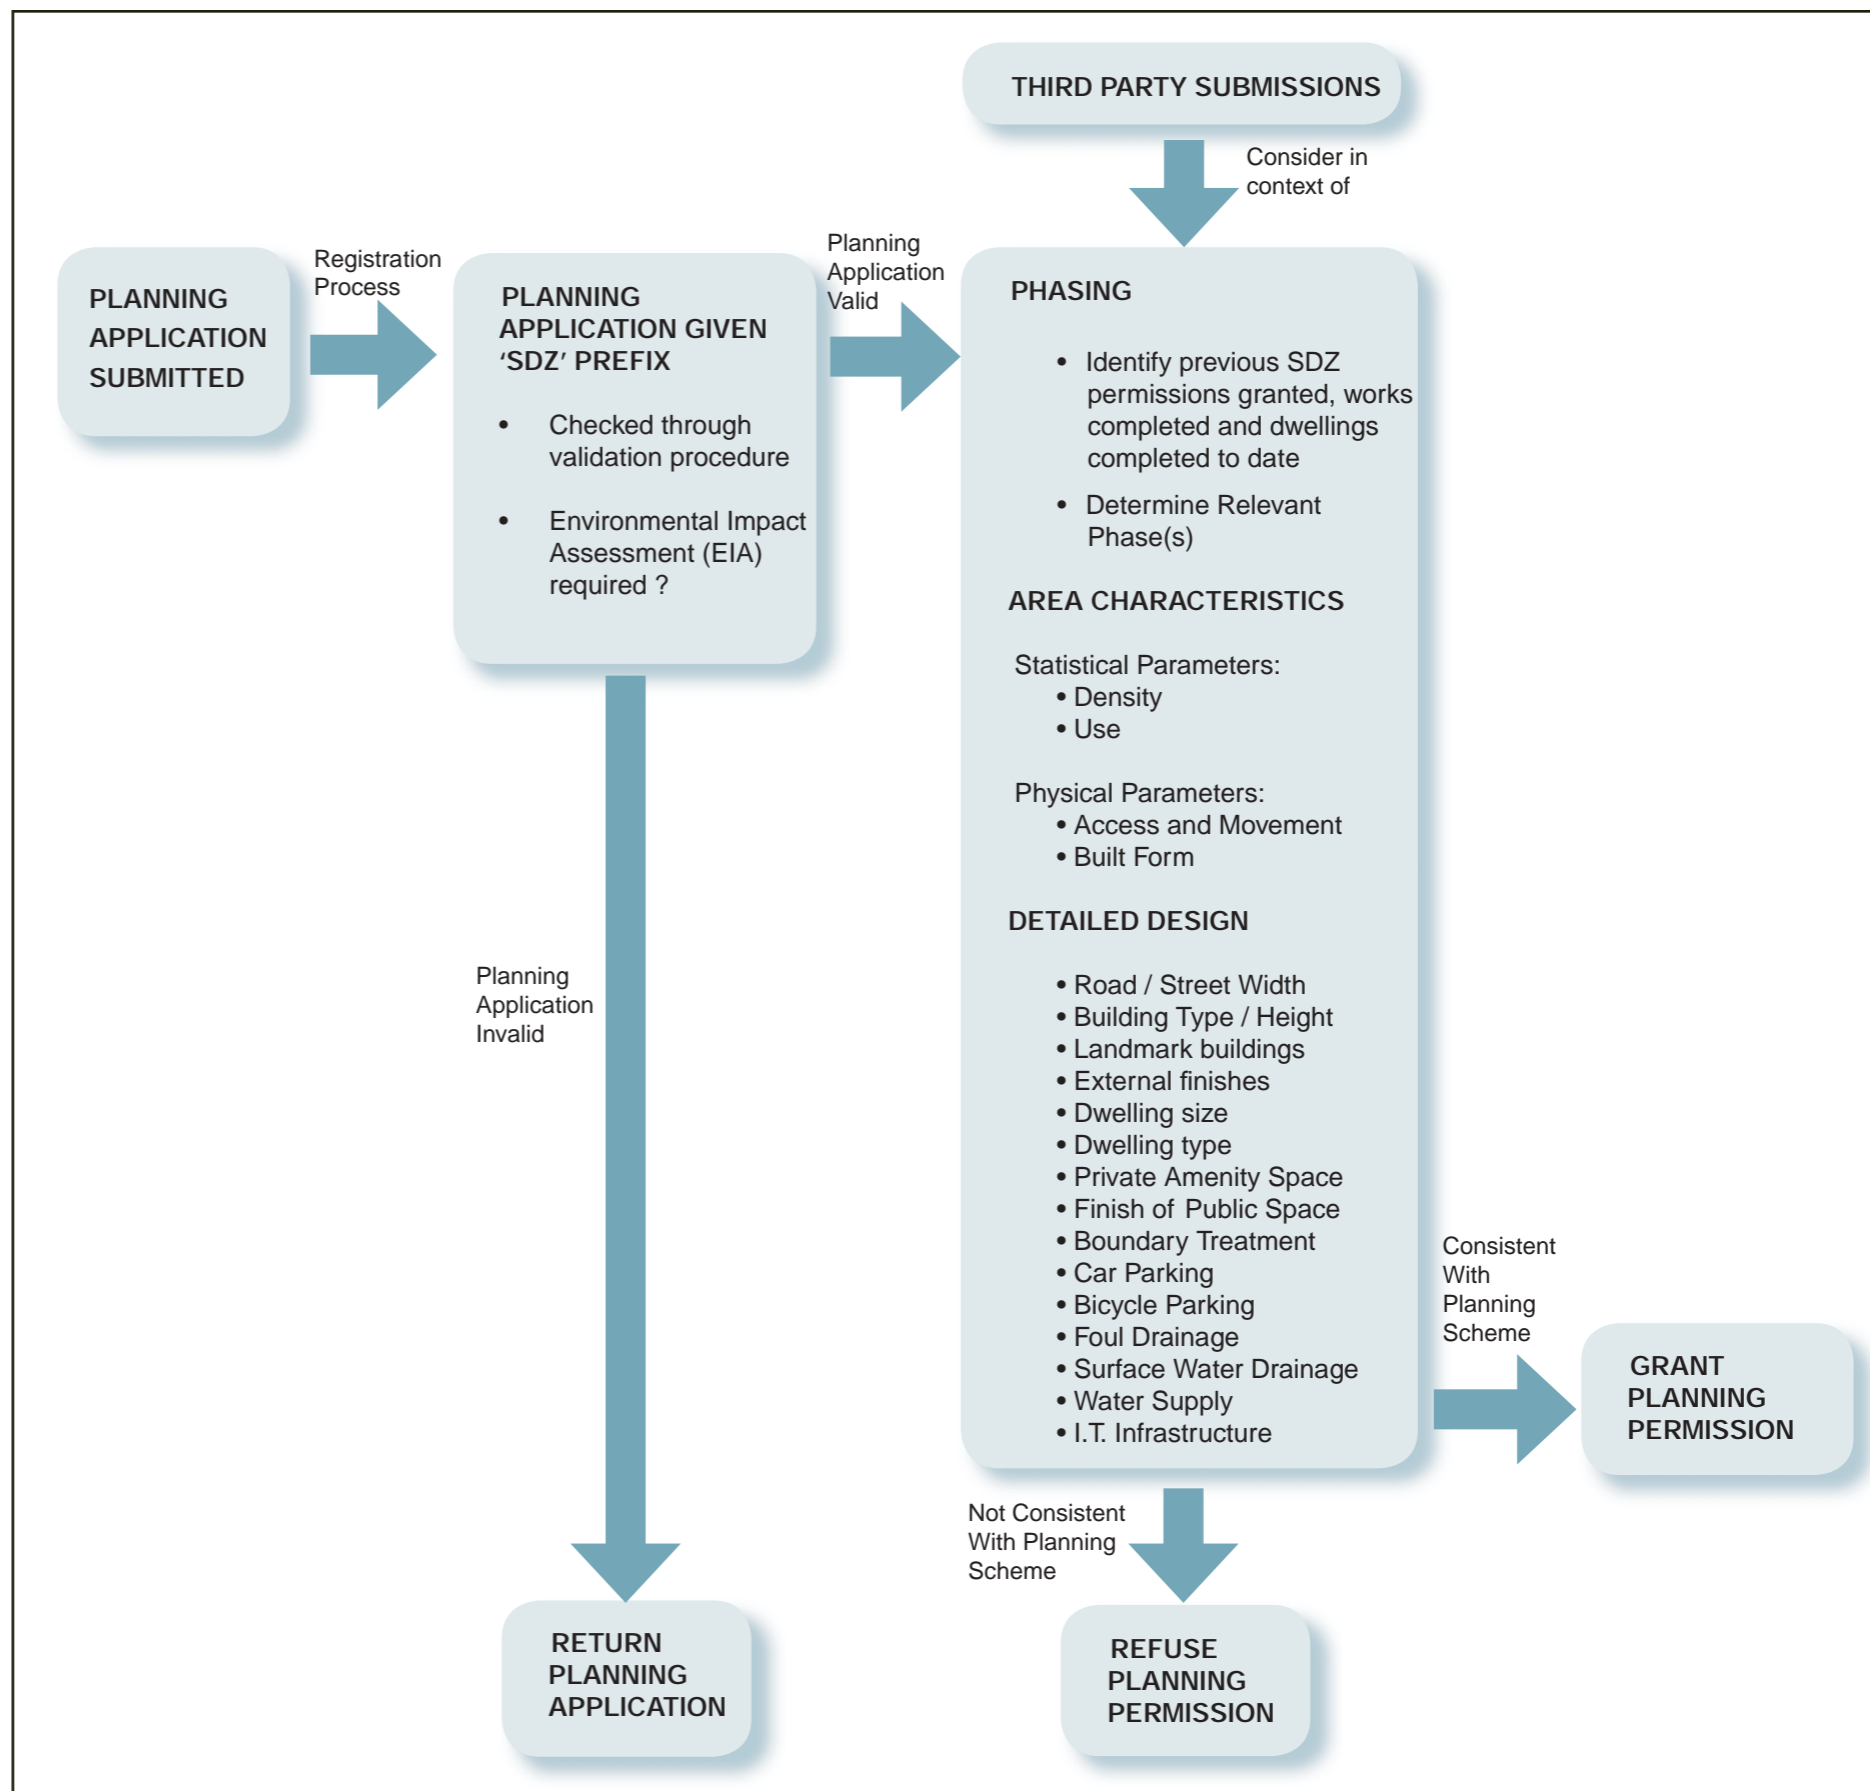 THIRD PARTY SUBMISSIONS
Consider in
context of
PLANNING
APPLICATION
SUBMITTED
Registration
Process
PLANNING
APPLICATION GIVEN
‘SDZ’ PREFIX
• Checked through
validation procedure
• Environmental Impact
Assessment (EIA)
required ?
Planning
Application
Valid
PHASING
• Identify previous SDZ
permissions granted, works
completed and dwellings
completed to date
• Determine Relevant
Phase(s)
AREA CHARACTERISTICS
Statistical Parameters:
• Density
• Use
Physical Parameters:
• Access and Movement
• Built Form
DETAILED DESIGN
• Road / Street Width
• Building Type / Height
• Landmark buildings
• External finishes
• Dwelling size
• Dwelling type
• Private Amenity Space
• Finish of Public Space
• Boundary Treatment
• Car Parking
• Bicycle Parking
• Foul Drainage
• Surface Water Drainage
• Water Supply
• I.T. Infrastructure
Planning
Application
Invalid
Consistent
With
Planning
Scheme
GRANT
PLANNING
PERMISSION
Not Consistent
With Planning
Scheme
RETURN
PLANNING
APPLICATION
REFUSE
PLANNING
PERMISSION